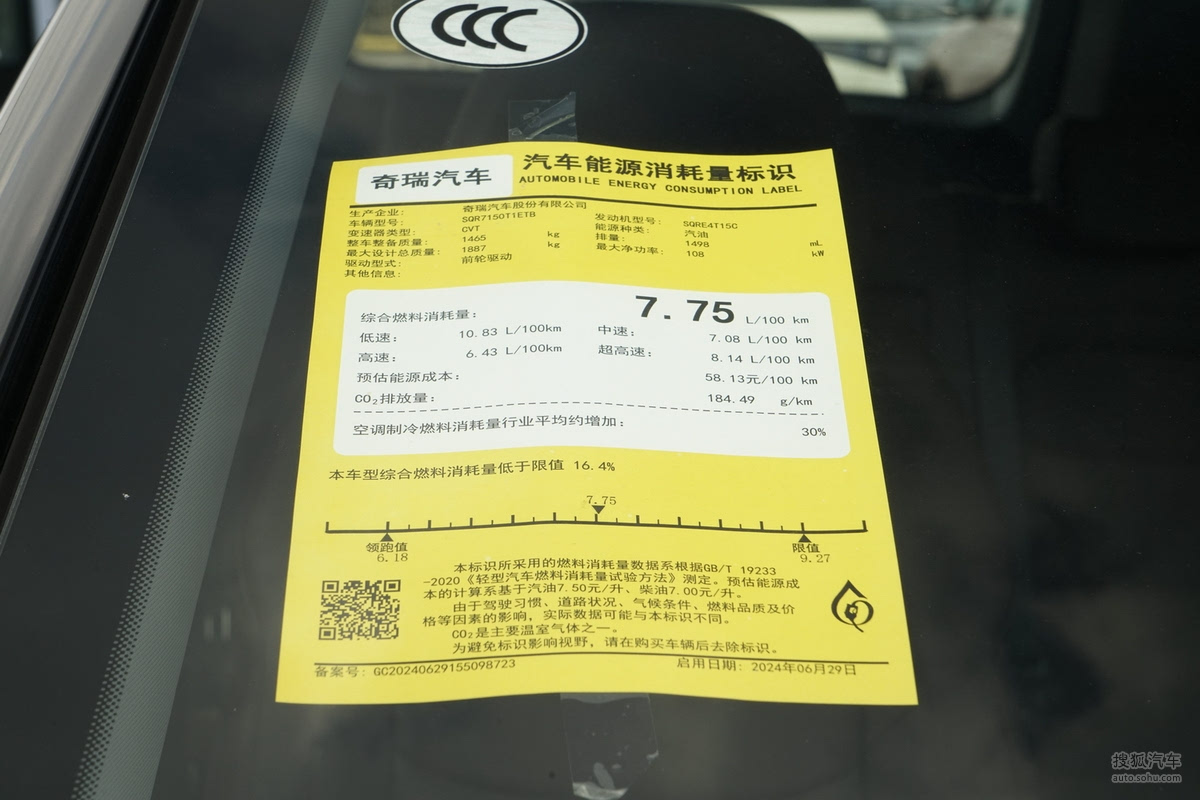 CCC
奇瑞汽车
汽车能源消耗量标识
AUTOMOBILE ENERGY CONSUMPTION LABEL
生产企业: 奇瑞汽车股份有限公司
车辆型号: SQR7150T1ETB 发动机型号: SQRE4T15C
变速器类型: CVT 能源种类: 汽油
整车整备质量: 1465 kg 排量: 1498 mL
最大设计总质量: 1887 kg 最大净功率: 108 kW
驱动型式: 前轮驱动
其他信息:
综合燃料消耗量: 7.75 L/100 km
低速: 10.83 L/100km 中速: 7.08 L/100 km
高速: 6.43 L/100km 超高速: 8.14 L/100 km
预估能源成本: 58.13元/100 km
CO₂排放量: 184.49 g/km
空调制冷燃料消耗量行业平均约增加: 30%
本车型综合燃料消耗量低于限值 16.4%
7.75
领跑值 限值
6.18 9.27
本标识所采用的燃料消耗量数据系根据GB/T 19233
-2020《轻型汽车燃料消耗量试验方法》测定。预估能源成
本的计算系基于汽油7.50元/升、柴油7.00元/升。
由于驾驶习惯、道路状况、气候条件、燃料品质及价
格等因素的影响,实际数据可能与本标识不同。
CO₂是主要温室气体之一。
为避免标识影响视野,请在购买车辆后去除标识。
备案号: GC20240629155098723 启用日期: 2024年06月29日
搜狐汽车
auto.sohu.com